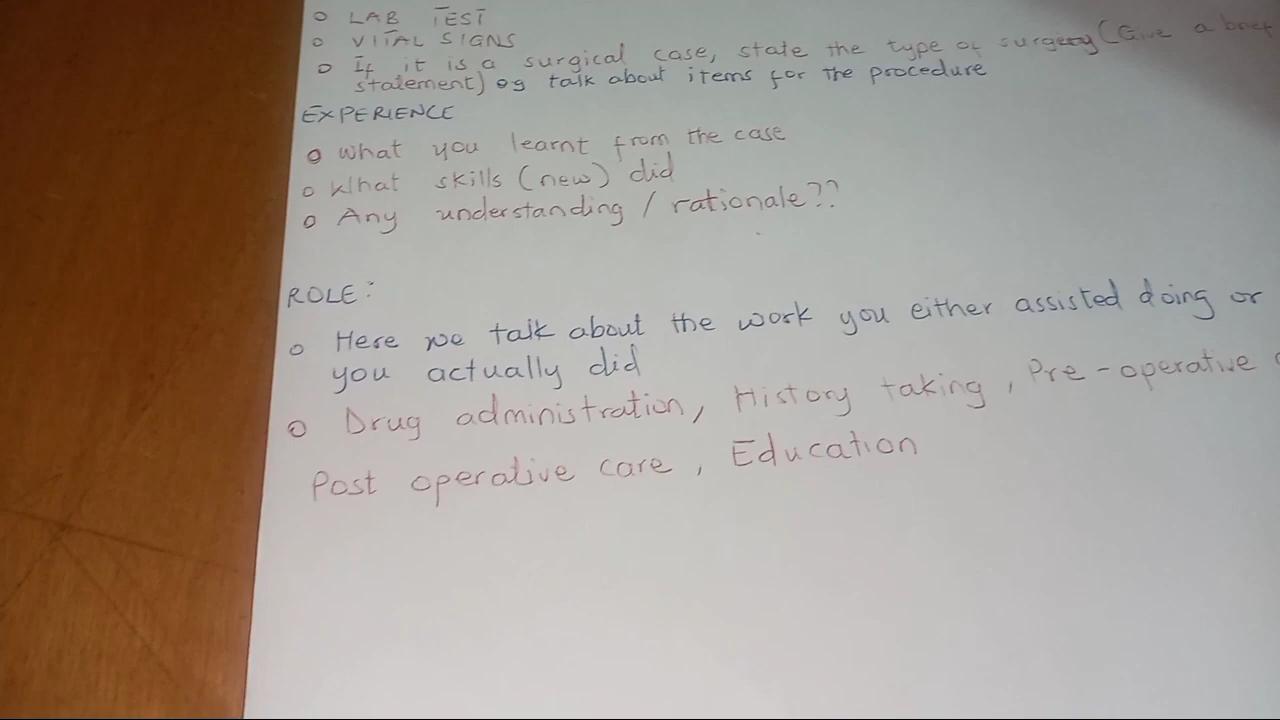 o LAB TEST
o VITAL SIGNS
o If it is a surgical case, state the type of surgery (Give a brief
statement) og talk about items for the procedure
EXPERIENCE
o What you learnt from the case
o What skills (new) did
o Any understanding / rationale??
ROLE:
o Here we talk about the work you either assisted doing or
you actually did
o Drug administration, History taking, Pre-operative
Post operative care, Education